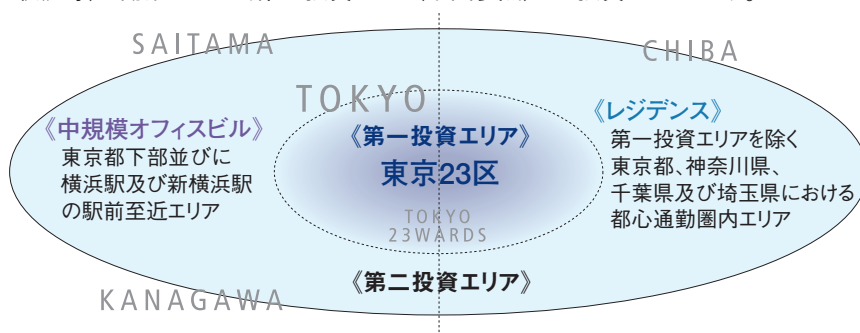 SAITAMA
CHIBA
TOKYO
《中規模オフィスビル》
東京都下部並びに
横浜駅及び新横浜駅
の駅前至近エリア
《第一投資エリア》
東京23区
TOKYO
23WARDS
《レジデンス》
第一投資エリアを除く
東京都、神奈川県、
千葉県及び埼玉県における
都心通勤圏内エリア
《第二投資エリア》
KANAGAWA